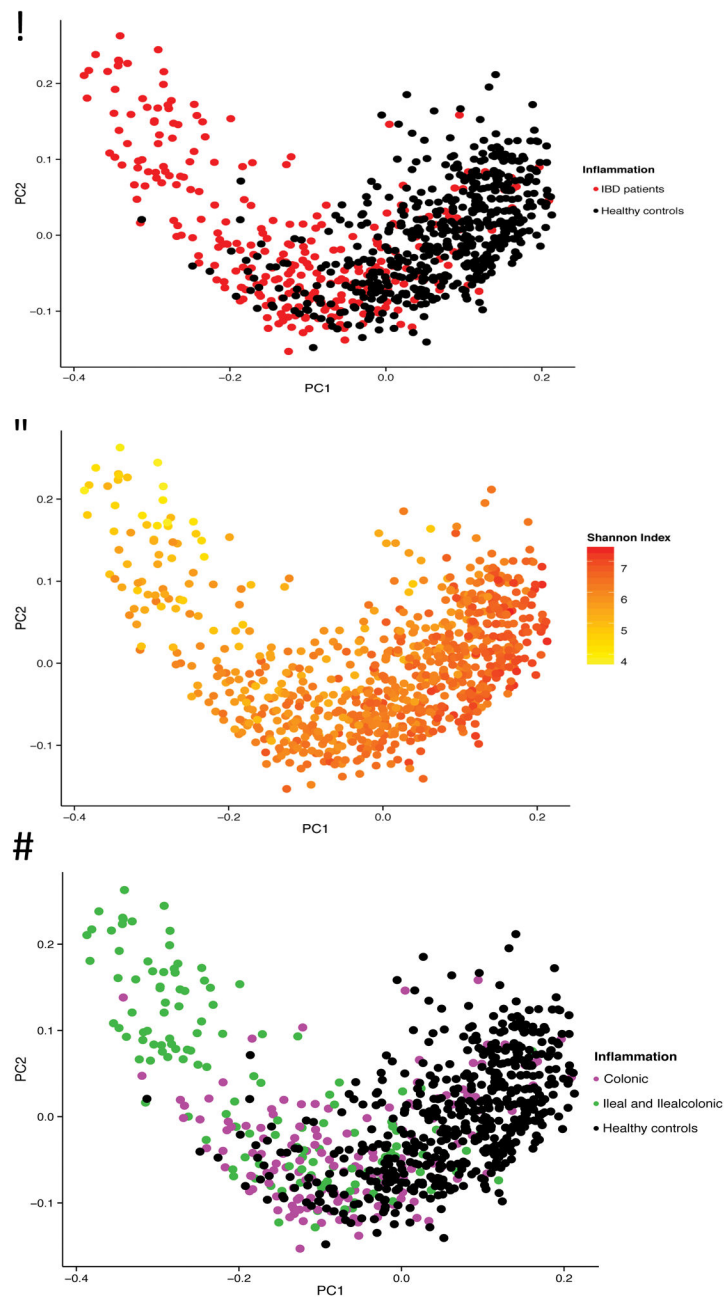 !
0.2
0.1
0.0
−0.1
PC2
−0.4
−0.2
0.0
0.2
PC1
Inflammation
IBD patients
Healthy controls
"
0.2
0.1
0.0
−0.1
PC2
−0.4
−0.2
0.0
0.2
PC1
Shannon Index
7
6
5
4
#
0.2
0.1
0.0
−0.1
PC2
−0.4
−0.2
0.0
0.2
PC1
Inflammation
Colonic
Ileal and Ilealcolonic
Healthy controls